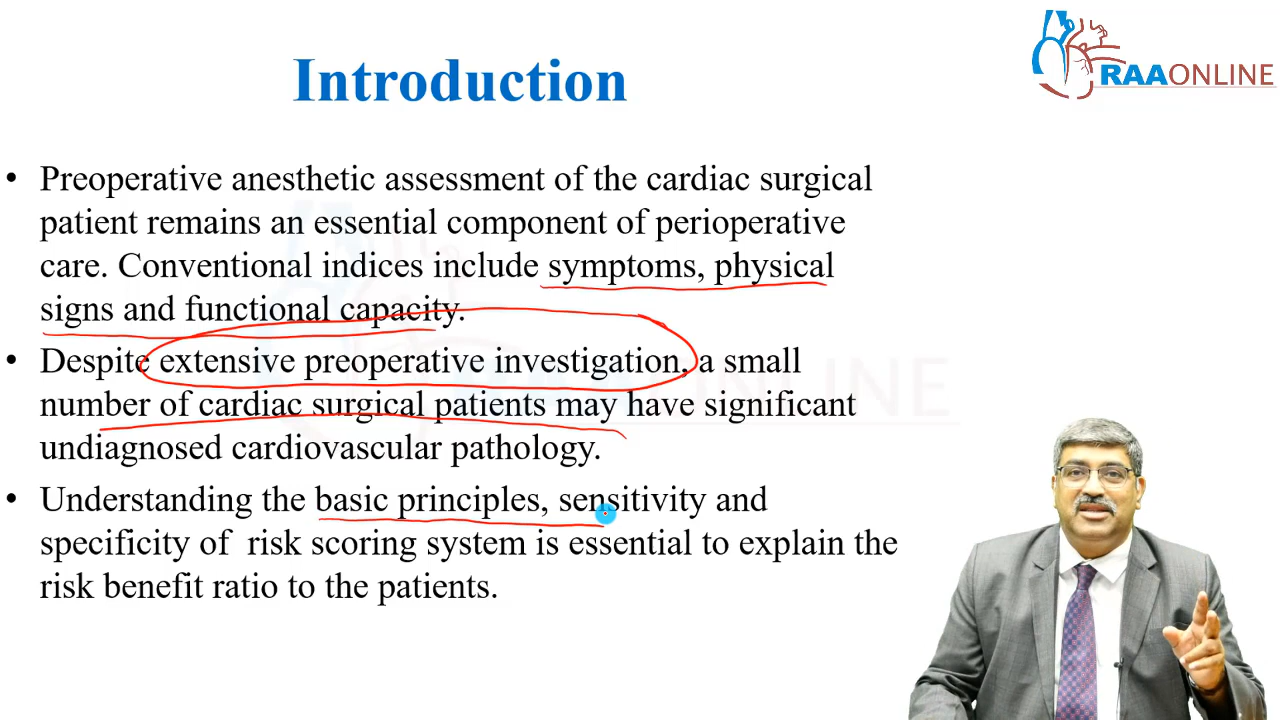 Introduction
RAAONLINE
• Preoperative anesthetic assessment of the cardiac surgical
patient remains an essential component of perioperative
care. Conventional indices include symptoms, physical
signs and functional capacity.
• Despite extensive preoperative investigation, a small
number of cardiac surgical patients may have significant
undiagnosed cardiovascular pathology.
• Understanding the basic principles, sensitivity and
specificity of risk scoring system is essential to explain the
risk benefit ratio to the patients.